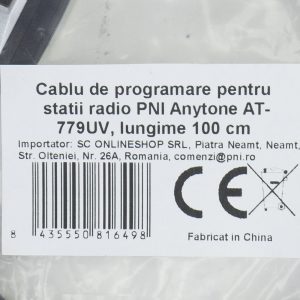 Cablu de programare pentru
statii radio PNI Anytone AT-
779UV, lungime 100 cm
Importator: SC ONLINESHOP SRL, Piatra Neamt, Neamt,
Str. Olteniei, Nr. 26A, Romania, comenzi@pni.ro
CE
8 435550 816498
Fabricat in China